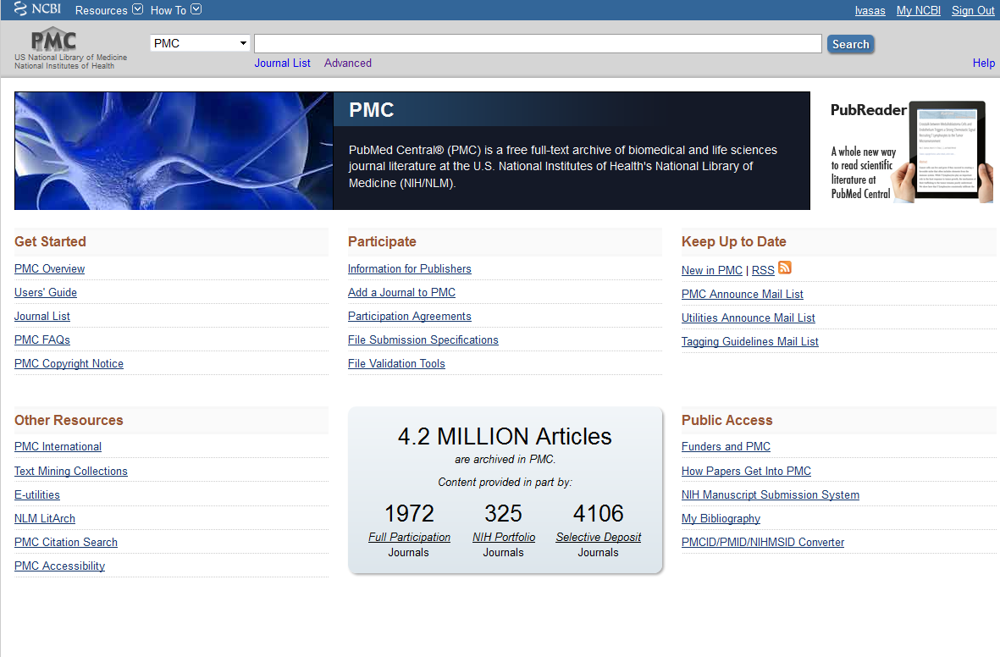 NCBI Resources How To lvasas My NCBI Sign Out
PMC
US National Library of Medicine
National Institutes of Health
PMC
Search
Journal List Advanced
Help
PMC
PubMed Central® (PMC) is a free full-text archive of biomedical and life sciences
journal literature at the U.S. National Institutes of Health's National Library of
Medicine (NIH/NLM).
PubReader
A whole new way
to read scientific
literature at
PubMed Central
Get Started
PMC Overview
Users' Guide
Journal List
PMC FAQs
PMC Copyright Notice
Participate
Information for Publishers
Add a Journal to PMC
Participation Agreements
File Submission Specifications
File Validation Tools
Keep Up to Date
New in PMC | RSS
PMC Announce Mail List
Utilities Announce Mail List
Tagging Guidelines Mail List
Other Resources
PMC International
Text Mining Collections
E-utilities
NLM LitArch
PMC Citation Search
PMC Accessibility
4.2 MILLION Articles
are archived in PMC.
Content provided in part by:
1972 325 4106
Full Participation NIH Portfolio Selective Deposit
Journals Journals Journals
Public Access
Funders and PMC
How Papers Get Into PMC
NIH Manuscript Submission System
My Bibliography
PMCID/PMID/NIHMSID Converter